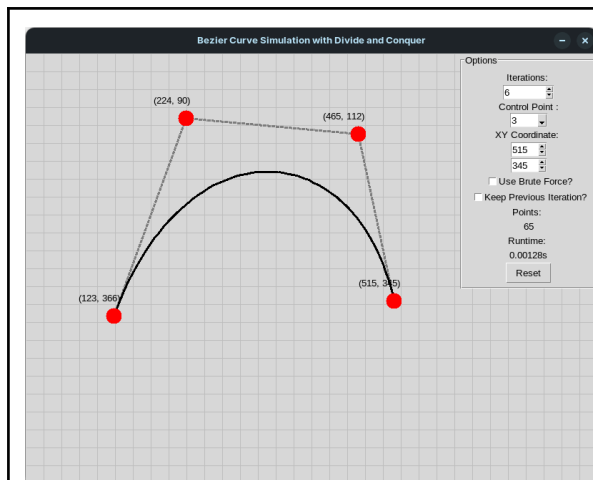 Bezier Curve Simulation with Divide and Conquer
Options
Iterations:
6
Control Point :
3
XY Coordinate:
515
345
Use Brute Force?
Keep Previous Iteration?
Points:
65
Runtime:
0.00128s
Reset
(224, 90)
(465, 112)
(515, 345)
(123, 366)